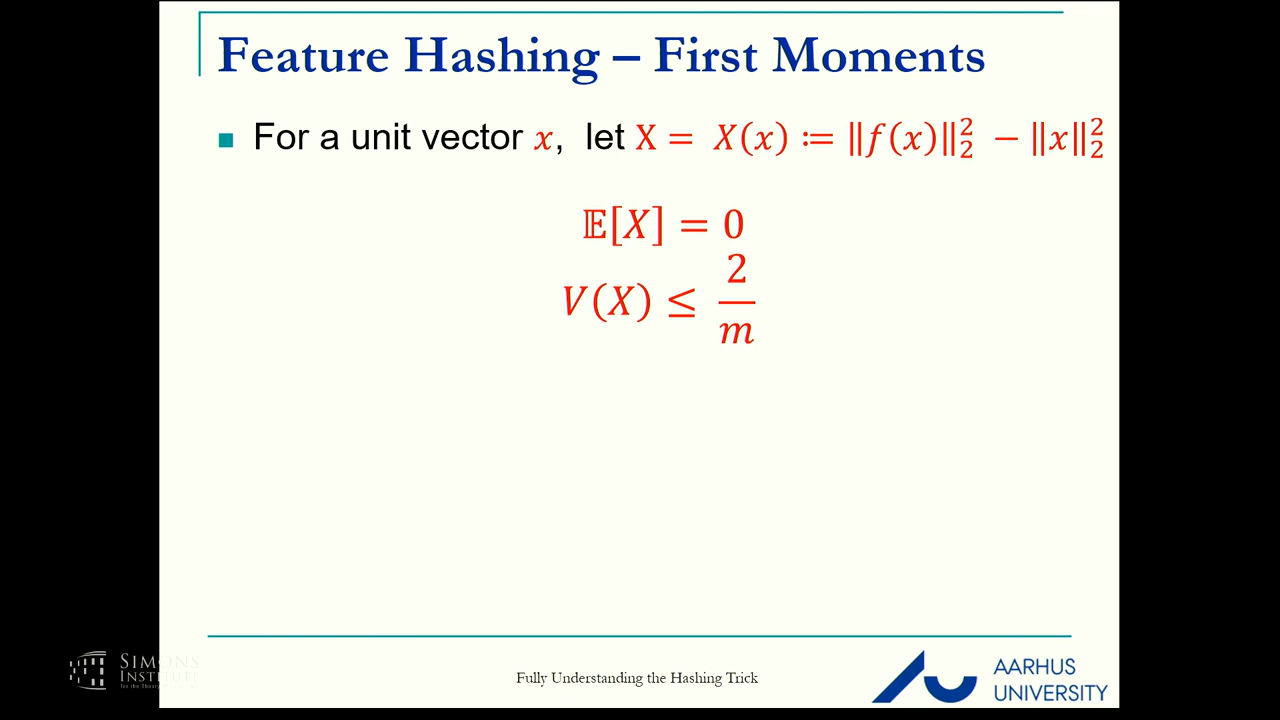 Feature Hashing – First Moments
■ For a unit vector x, let X = X(x) ≔ ‖f(x)‖₂² − ‖x‖₂²
𝔼[X] = 0
V(X) ≤ 2/m
SIMONS
INSTITUTE
Fully Understanding the Hashing Trick
AARHUS
UNIVERSITY